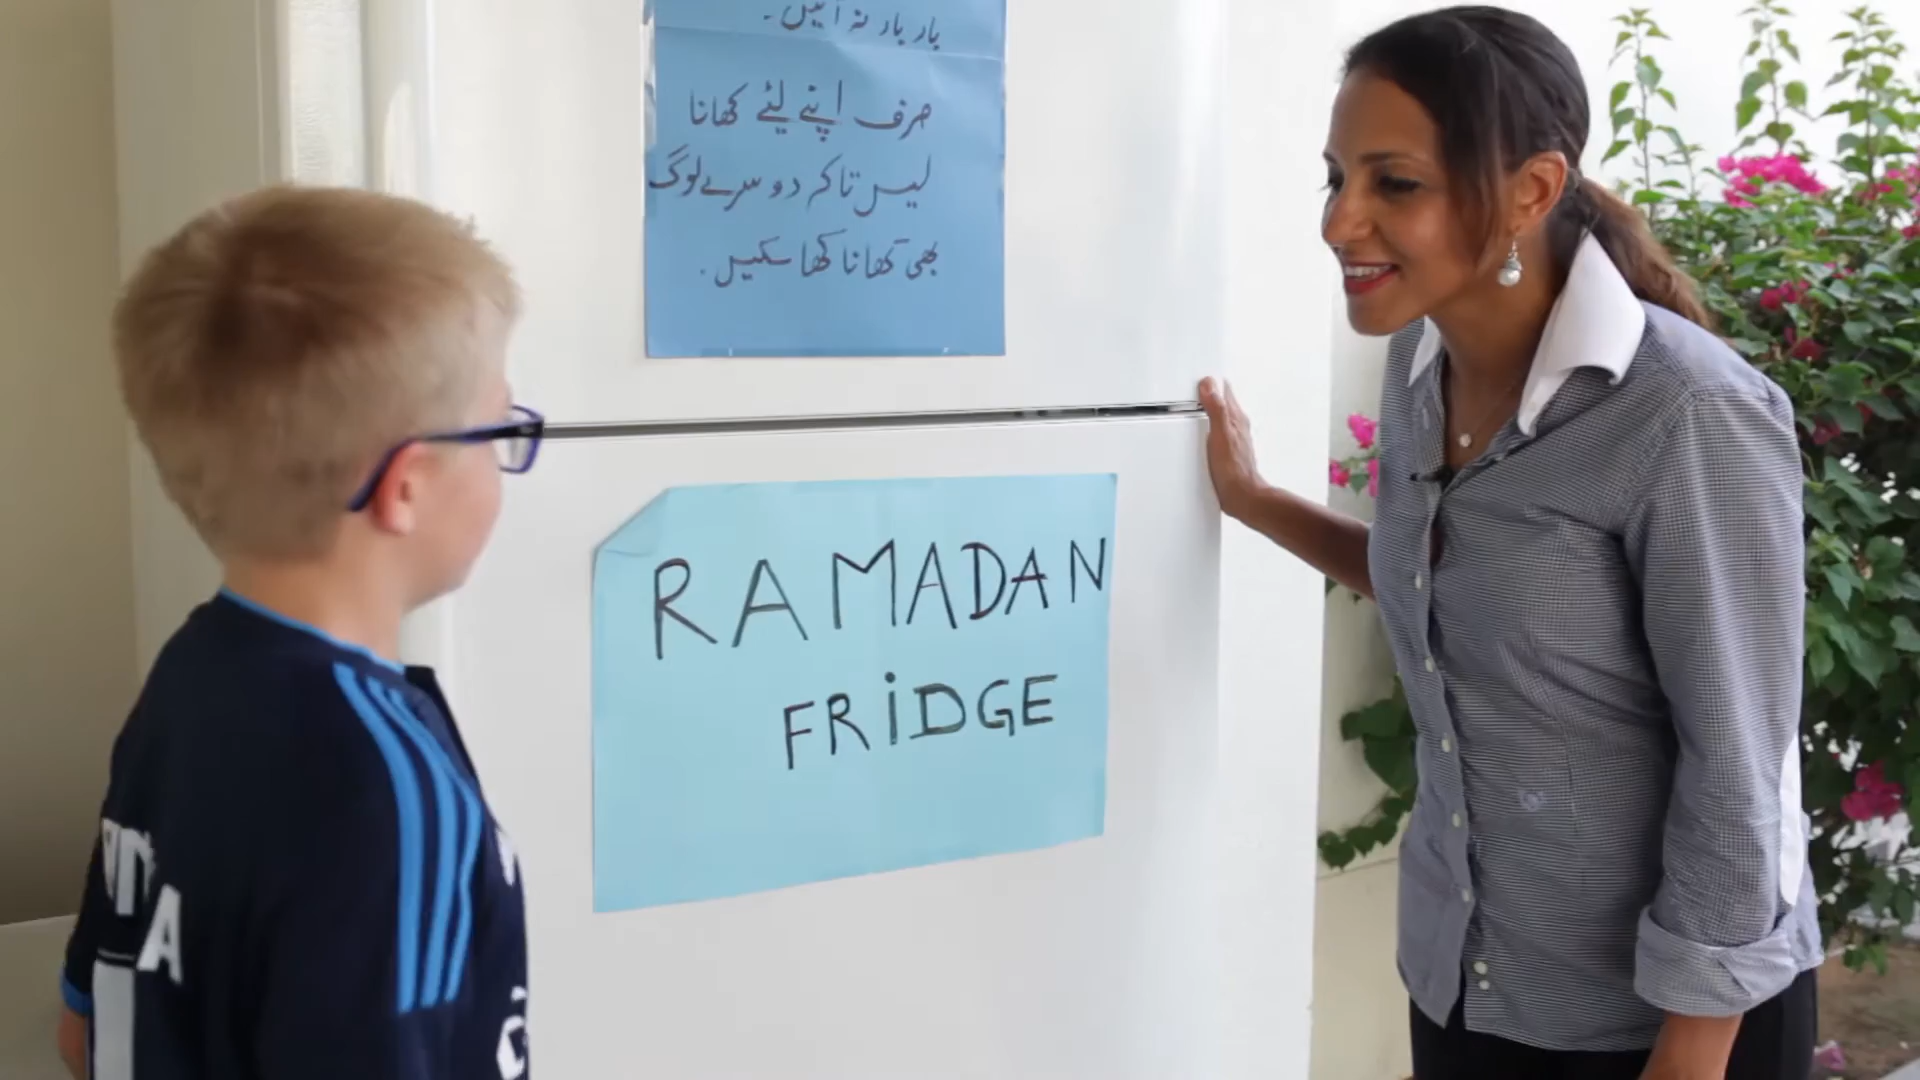 بار بار نہ آئیں۔
صرف اپنے لئے کھانا
لیں تاکہ دوسرے لوگ
بھی کھانا کھا سکیں۔
RAMADAN
FRiDGE